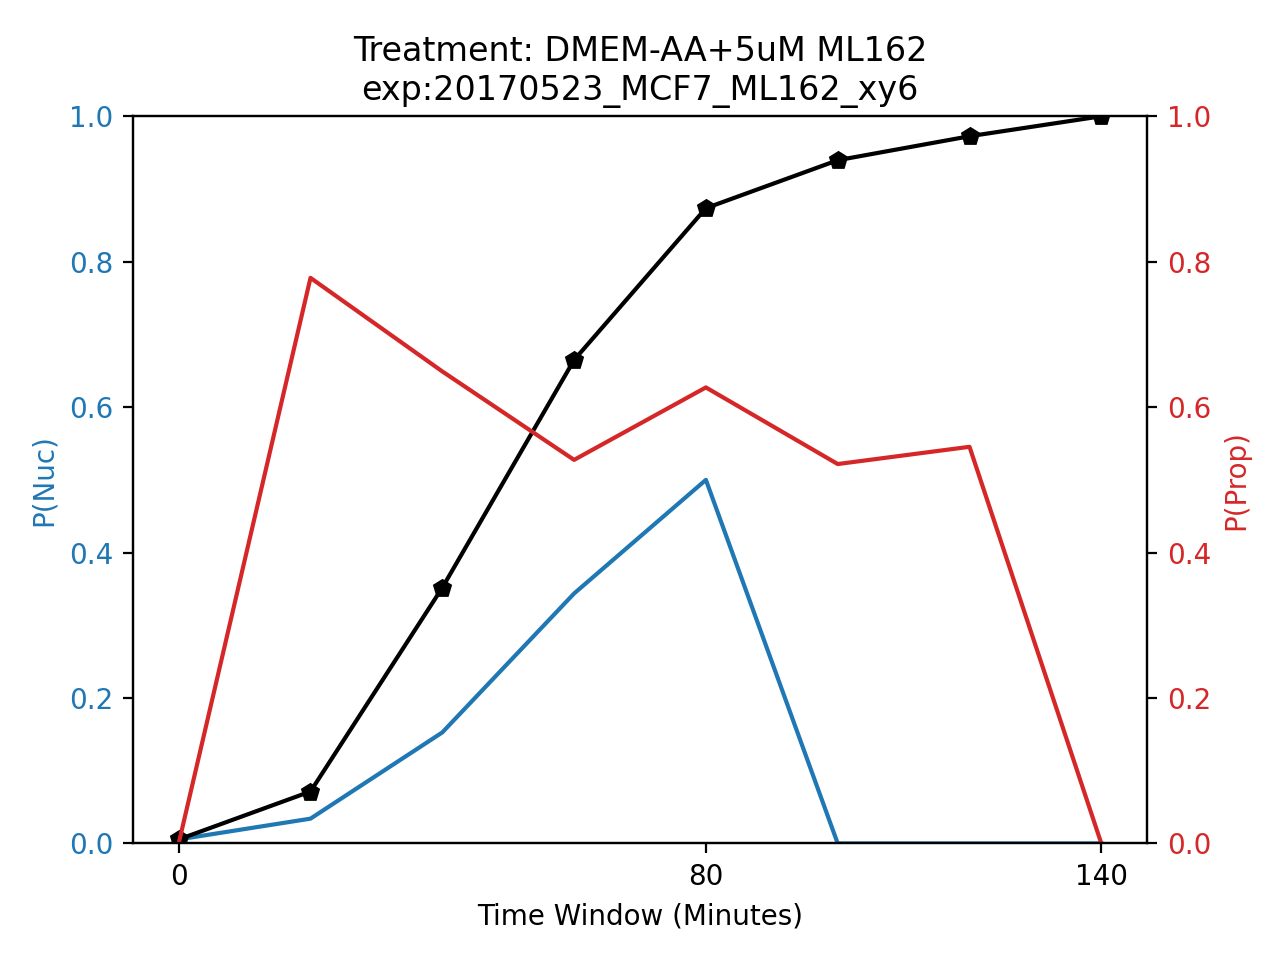 Treatment: DMEM-AA+5uM ML162
exp:20170523_MCF7_ML162_xy6
1.0
0.8
0.6
0.4
0.2
0.0
P(Nuc)
1.0
0.8
0.6
0.4
0.2
0.0
P(Prop)
0 80 140
Time Window (Minutes)